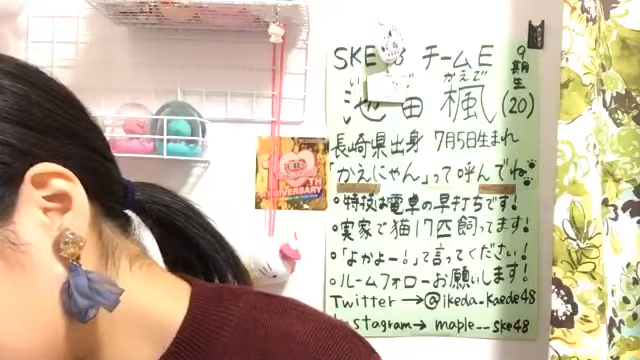 SKE48 チームE 9期生
いけ だ かえで
池田 楓 (20)
長崎県出身 7月5日生まれ
「かえにゃん」って呼んでね
・特技は電卓の早打ちです!
・実家で猫17匹飼ってます!
・「よかよー!」って言ってください!
・ルームフォローお願いします!
Twitter →@ikeda_kaede48
Instagram→ maple__ske48
TH
ANNIVERSARY